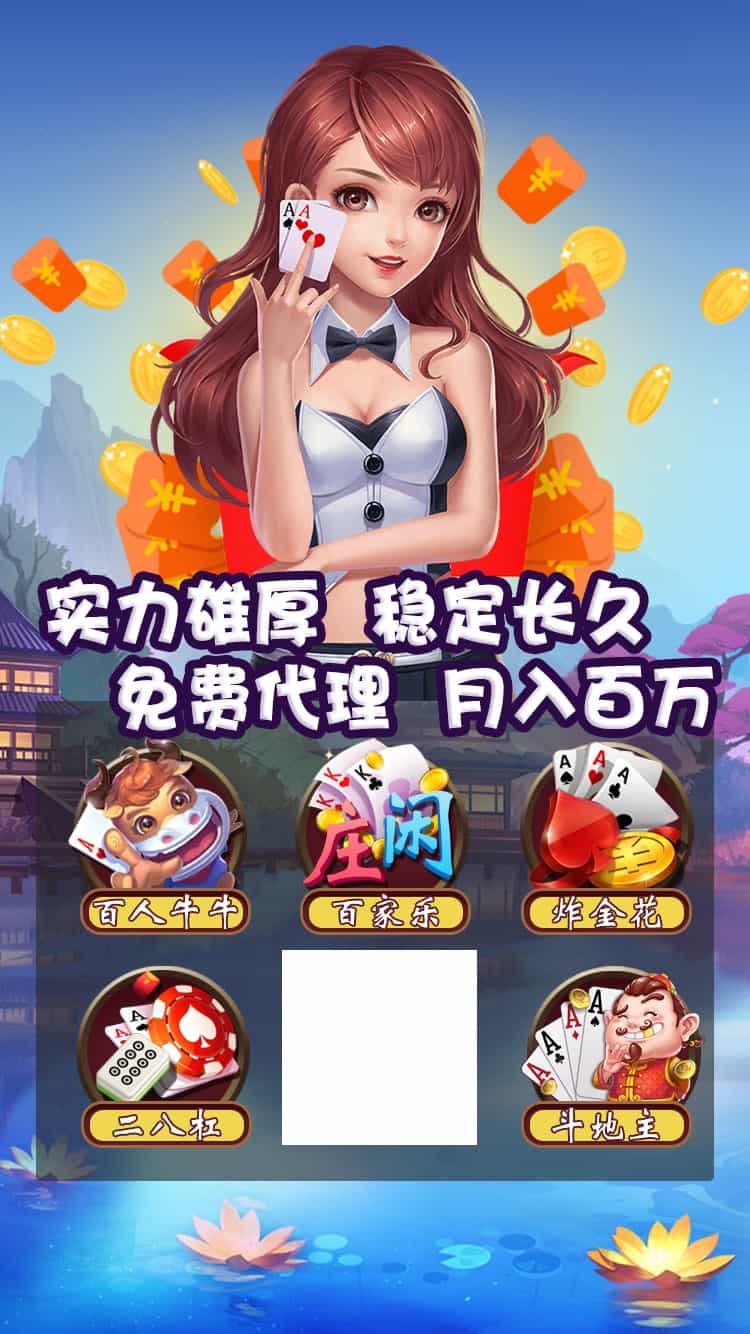 A A
实力雄厚 稳定长久
免费代理 月入百万
A
K K
庄闲
A A A
百人牛牛
百家乐
炸金花
A A
A A A A
二八杠
斗地主